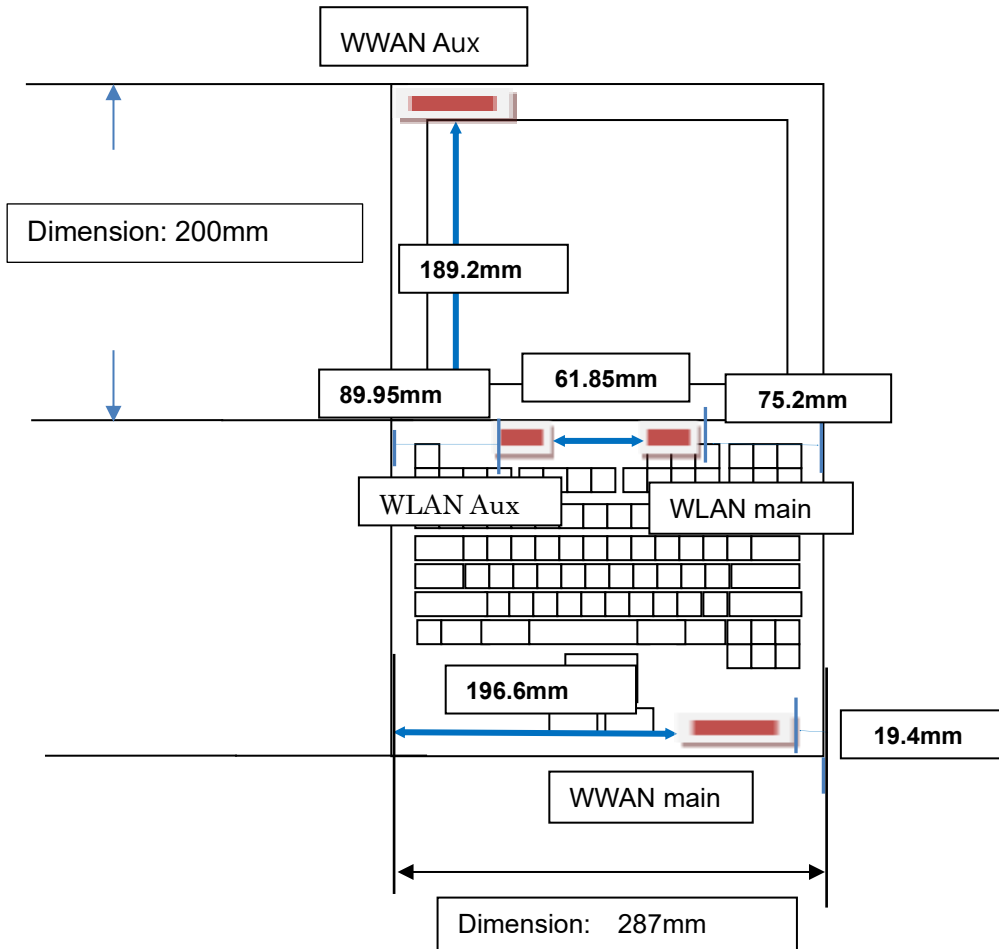 WWAN Aux
Dimension: 200mm
189.2mm
61.85mm
89.95mm
75.2mm
WLAN Aux
WLAN main
196.6mm
19.4mm
WWAN main
Dimension: 287mm